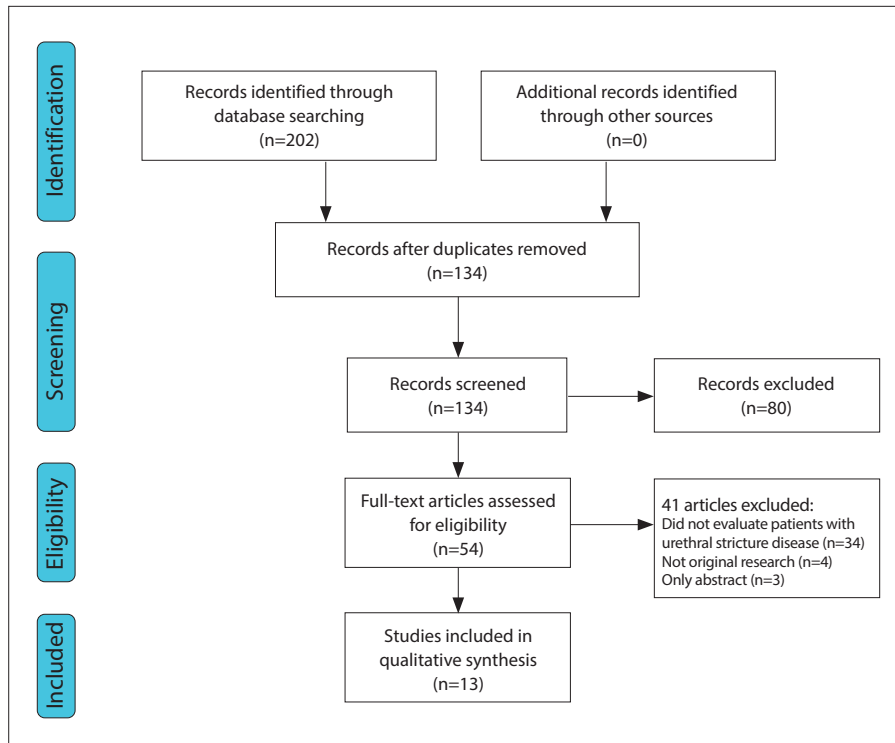 Identification
Records identified through
database searching
(n=202)
Additional records identified
through other sources
(n=0)
Screening
Records after duplicates removed
(n=134)
Records screened
(n=134)
Records excluded
(n=80)
Eligibility
Full-text articles assessed
for eligibility
(n=54)
41 articles excluded:
Did not evaluate patients with
urethral stricture disease (n=34)
Not original research (n=4)
Only abstract (n=3)
Included
Studies included in
qualitative synthesis
(n=13)